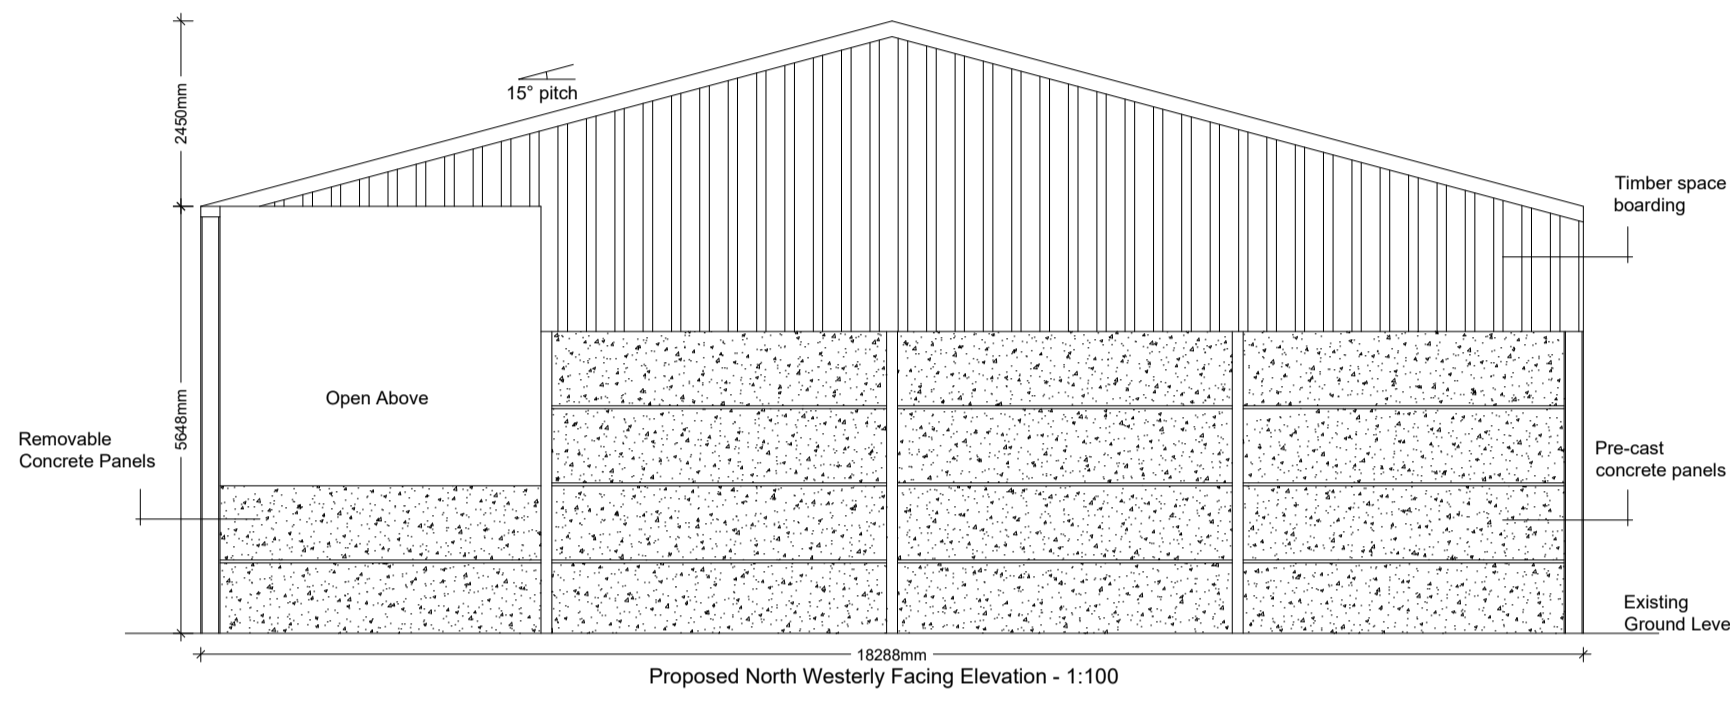 2450mm
15° pitch
Timber space
boarding
Open Above
5648mm
Removable
Concrete Panels
Pre-cast
concrete panels
Existing
Ground Leve
18288mm
Proposed North Westerly Facing Elevation - 1:100